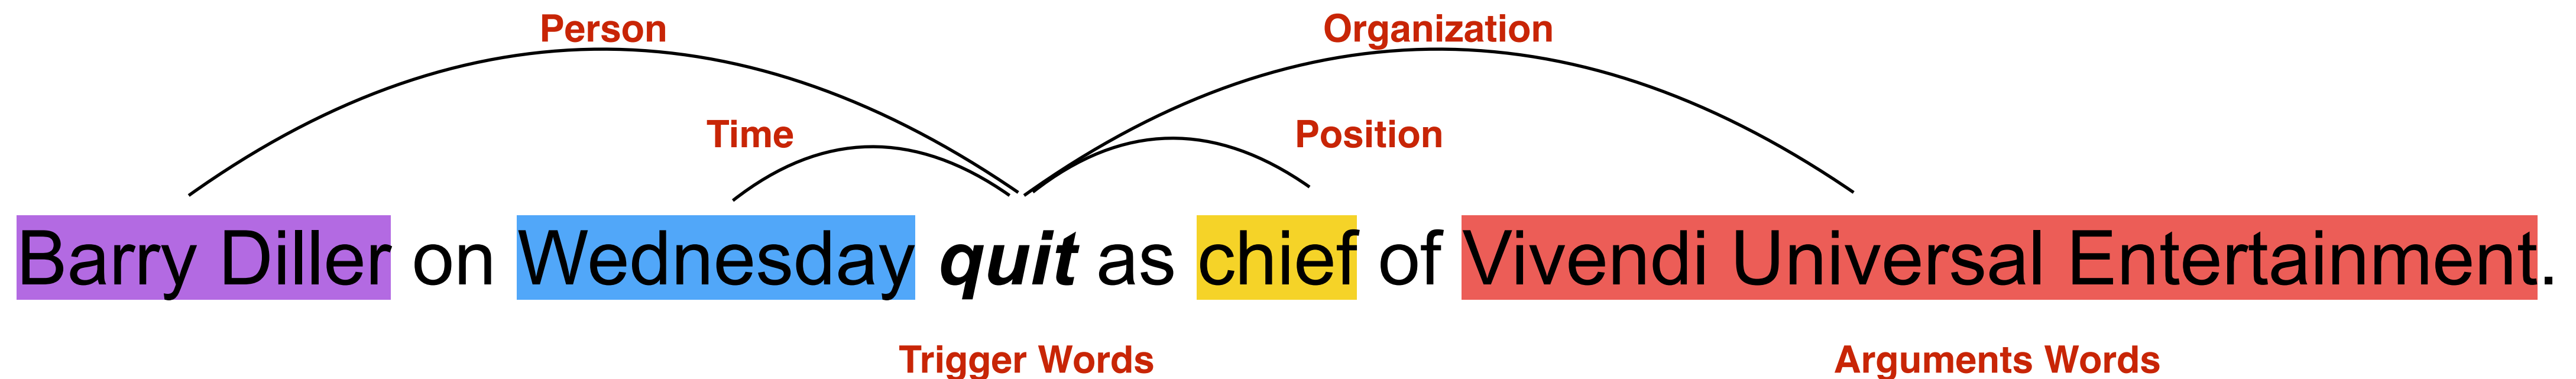 Person Organization
Time Position
Barry Diller on Wednesday quit as chief of Vivendi Universal Entertainment.
Trigger Words Arguments Words